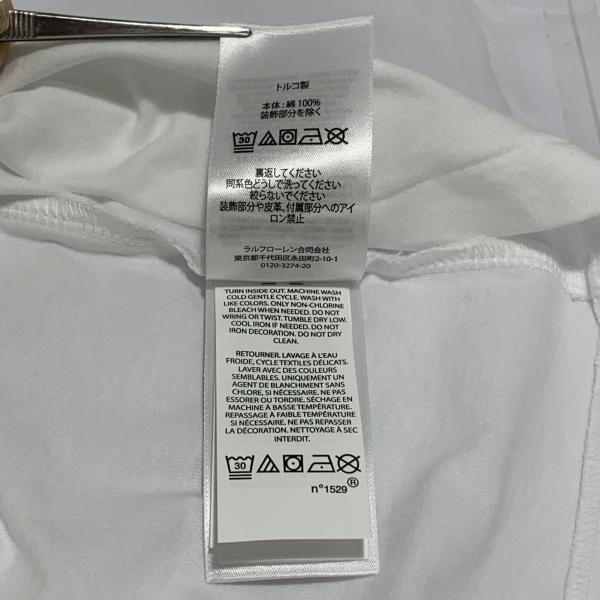 トルコ製
本体：綿 100%
装飾部分を除く
30
裏返してください
同系色どうしで洗ってください
絞らないでください
装飾部分や皮革、付属部分へのアイ
ロン禁止
ラルフローレン合同会社
東京都千代田区永田町2-10-1
0120-3274-20
TURN INSIDE OUT. MACHINE WASH
COLD GENTLE CYCLE. WASH WITH
LIKE COLORS. ONLY NON-CHLORINE
BLEACH WHEN NEEDED. DO NOT
WRING OR TWIST. TUMBLE DRY LOW.
COOL IRON IF NEEDED. DO NOT
IRON DECORATION. DO NOT DRY
CLEAN.
RETOURNER. LAVAGE À L'EAU
FROIDE, CYCLE TEXTILES DÉLICATS.
LAVER AVEC DES COULEURS
SEMBLABLES. UNIQUEMENT UN
AGENT DE BLANCHIMENT SANS
CHLORE, SI NÉCESSAIRE. NE PAS
ESSORER OU TORDRE. SÉCHAGE EN
MACHINE À BASSE TEMPÉRATURE.
REPASSAGE À FAIBLE TEMPÉRATURE
SI NÉCESSAIRE. NE PAS REPASSER
LA DÉCORATION. NETTOYAGE À SEC
INTERDIT.
30
n°1529 ®